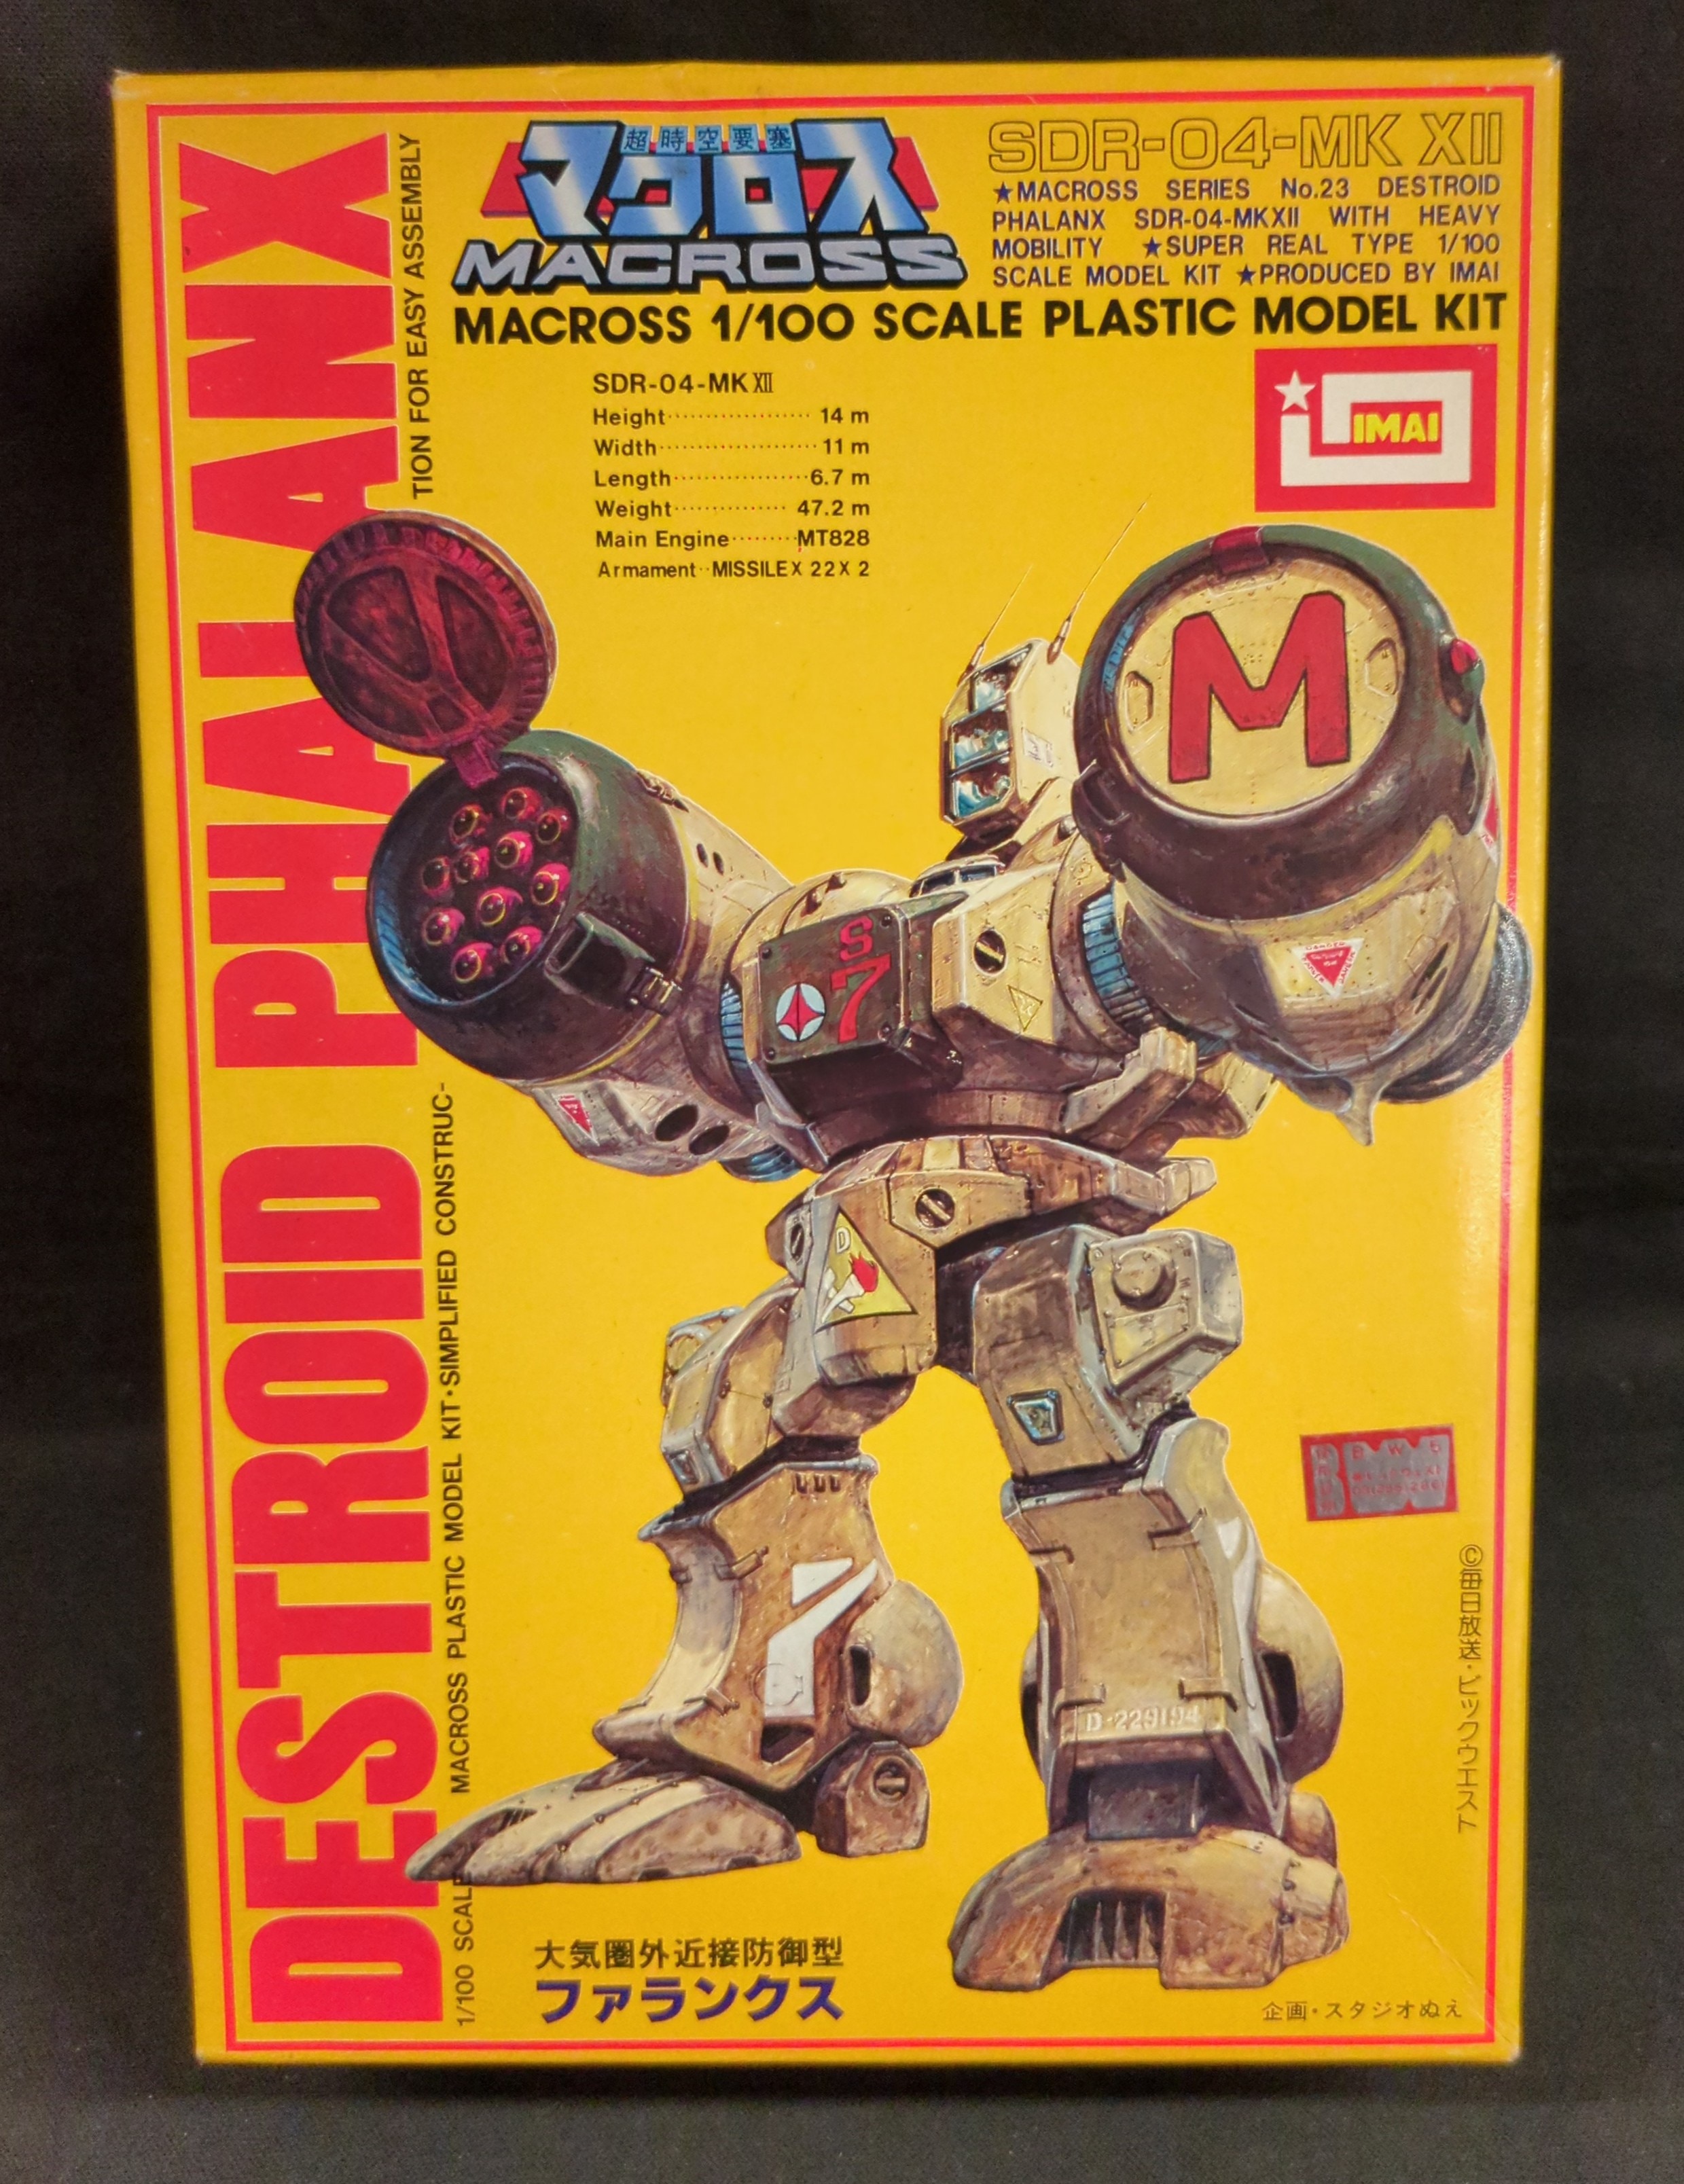 超時空要塞
マクロス
MACROSS
SDR-04-MK XII
★MACROSS SERIES No.23 DESTROID
PHALANX SDR-04-MKXII WITH HEAVY
MOBILITY ★SUPER REAL TYPE 1/100
SCALE MODEL KIT ★PRODUCED BY IMAI
MACROSS 1/100 SCALE PLASTIC MODEL KIT
IMAI
SDR-04-MK XII
Height 14 m
Width 11 m
Length 6.7 m
Weight 47.2 m
Main Engine MT828
Armament MISSILE X 22 X 2
DESTROID PHALANX
1/100 SCALE MACROSS PLASTIC MODEL KIT·SIMPLIFIED CONSTRUC-
TION FOR EASY ASSEMBLY
M
S
7
D
D-229194
©毎日放送·ビックウエスト
大気圏外近接防御型
ファランクス
企画·スタジオぬえ